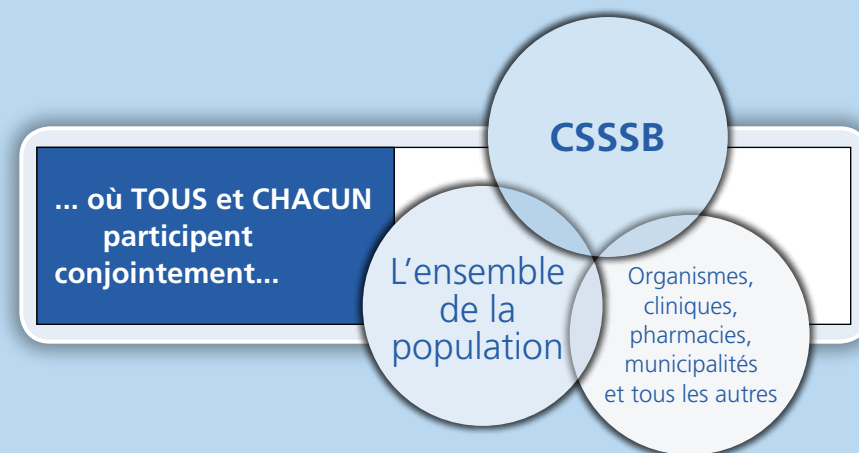 ... où TOUS et CHACUN
participent
conjointement...
CSSSB
L'ensemble
de la
population
Organismes,
cliniques,
pharmacies,
municipalités
et tous les autres